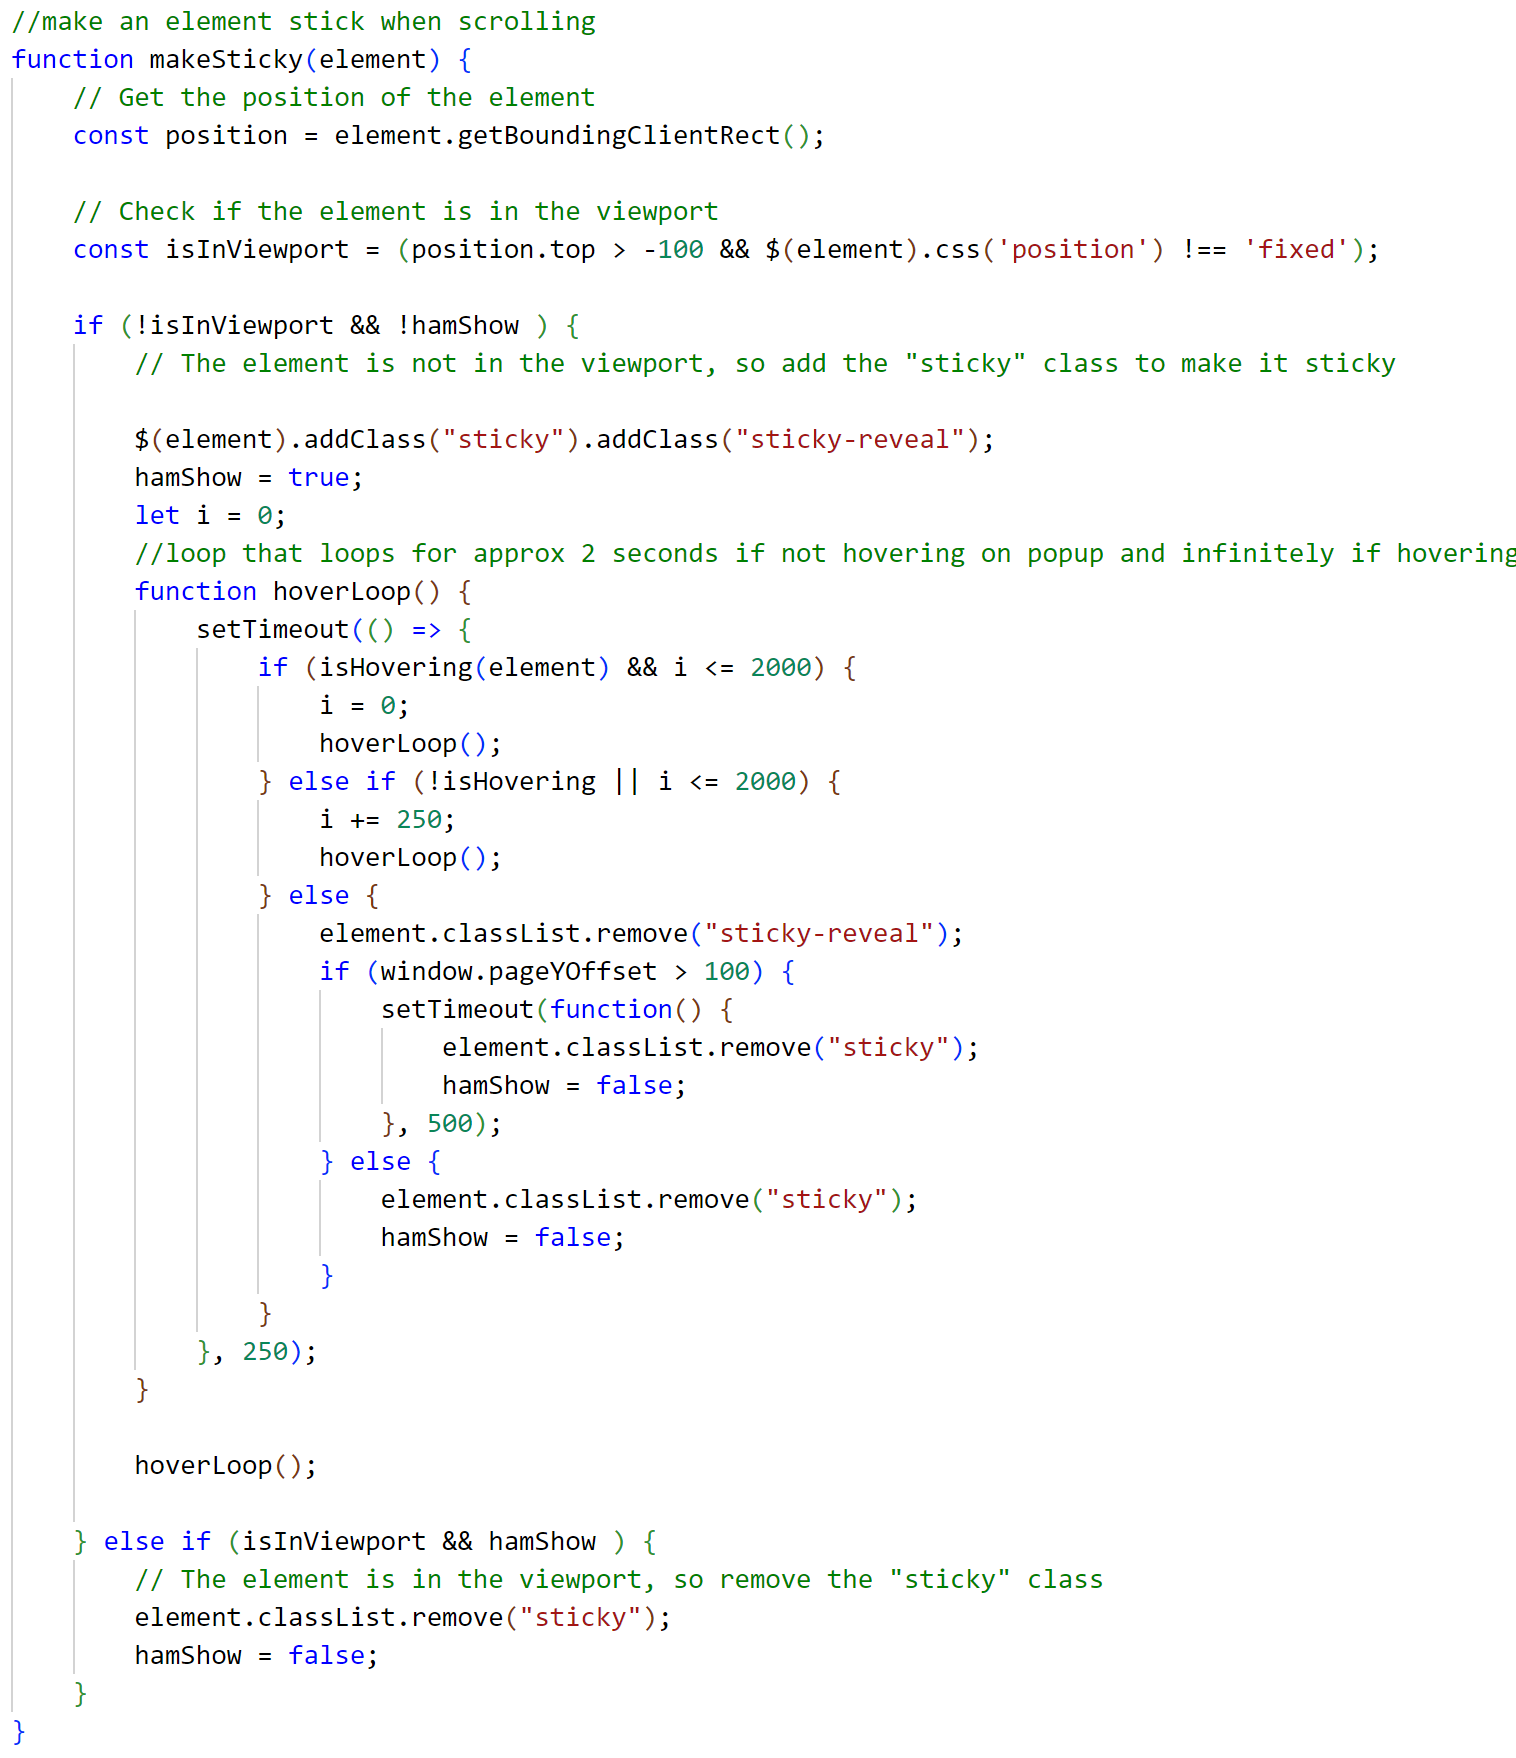 //make an element stick when scrolling
function makeSticky(element) {
    // Get the position of the element
    const position = element.getBoundingClientRect();

    // Check if the element is in the viewport
    const isInViewport = (position.top > -100 && $(element).css('position') !== 'fixed');

    if (!isInViewport && !hamShow ) {
        // The element is not in the viewport, so add the "sticky" class to make it sticky

        $(element).addClass("sticky").addClass("sticky-reveal");
        hamShow = true;
        let i = 0;
        //loop that loops for approx 2 seconds if not hovering on popup and infinitely if hovering
        function hoverLoop() {
            setTimeout(() => {
                if (isHovering(element) && i <= 2000) {
                    i = 0;
                    hoverLoop();
                } else if (!isHovering || i <= 2000) {
                    i += 250;
                    hoverLoop();
                } else {
                    element.classList.remove("sticky-reveal");
                    if (window.pageYOffset > 100) {
                        setTimeout(function() {
                            element.classList.remove("sticky");
                            hamShow = false;
                        }, 500);
                    } else {
                        element.classList.remove("sticky");
                        hamShow = false;
                    }
                }
            }, 250);
        }

        hoverLoop();

    } else if (isInViewport && hamShow ) {
        // The element is in the viewport, so remove the "sticky" class
        element.classList.remove("sticky");
        hamShow = false;
    }
}